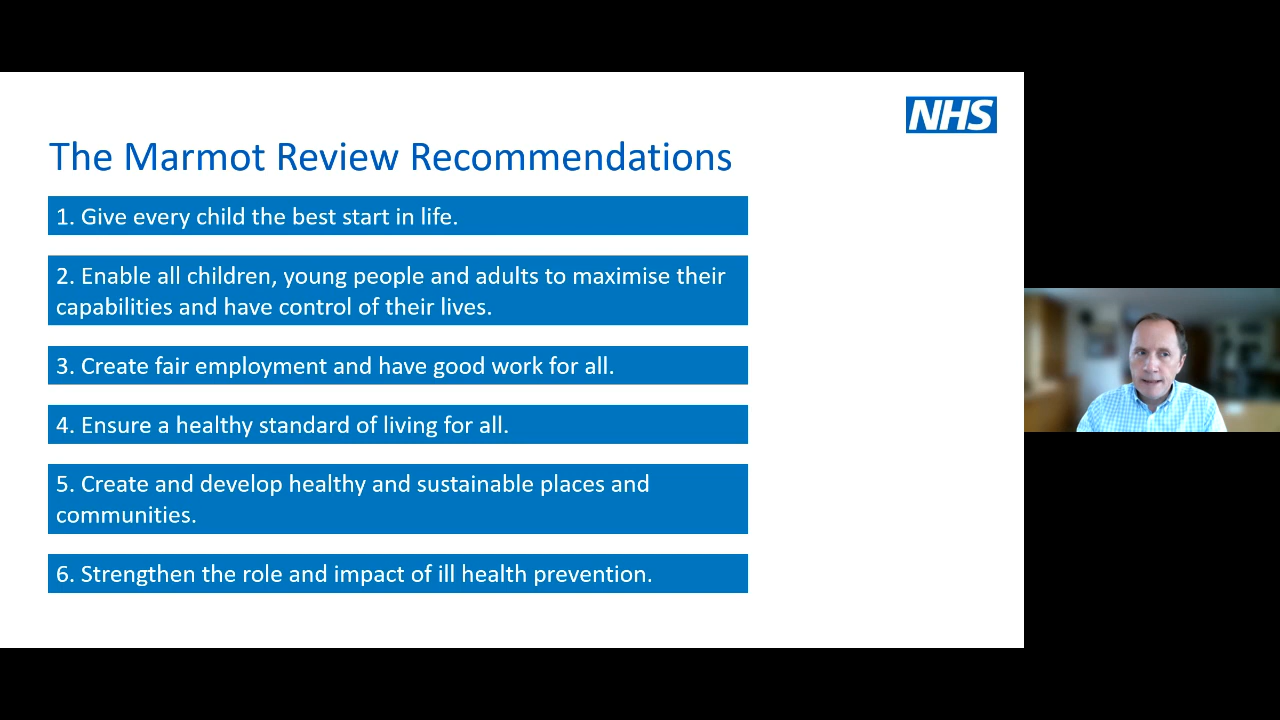 NHS
The Marmot Review Recommendations
1. Give every child the best start in life.
2. Enable all children, young people and adults to maximise their
capabilities and have control of their lives.
3. Create fair employment and have good work for all.
4. Ensure a healthy standard of living for all.
5. Create and develop healthy and sustainable places and
communities.
6. Strengthen the role and impact of ill health prevention.